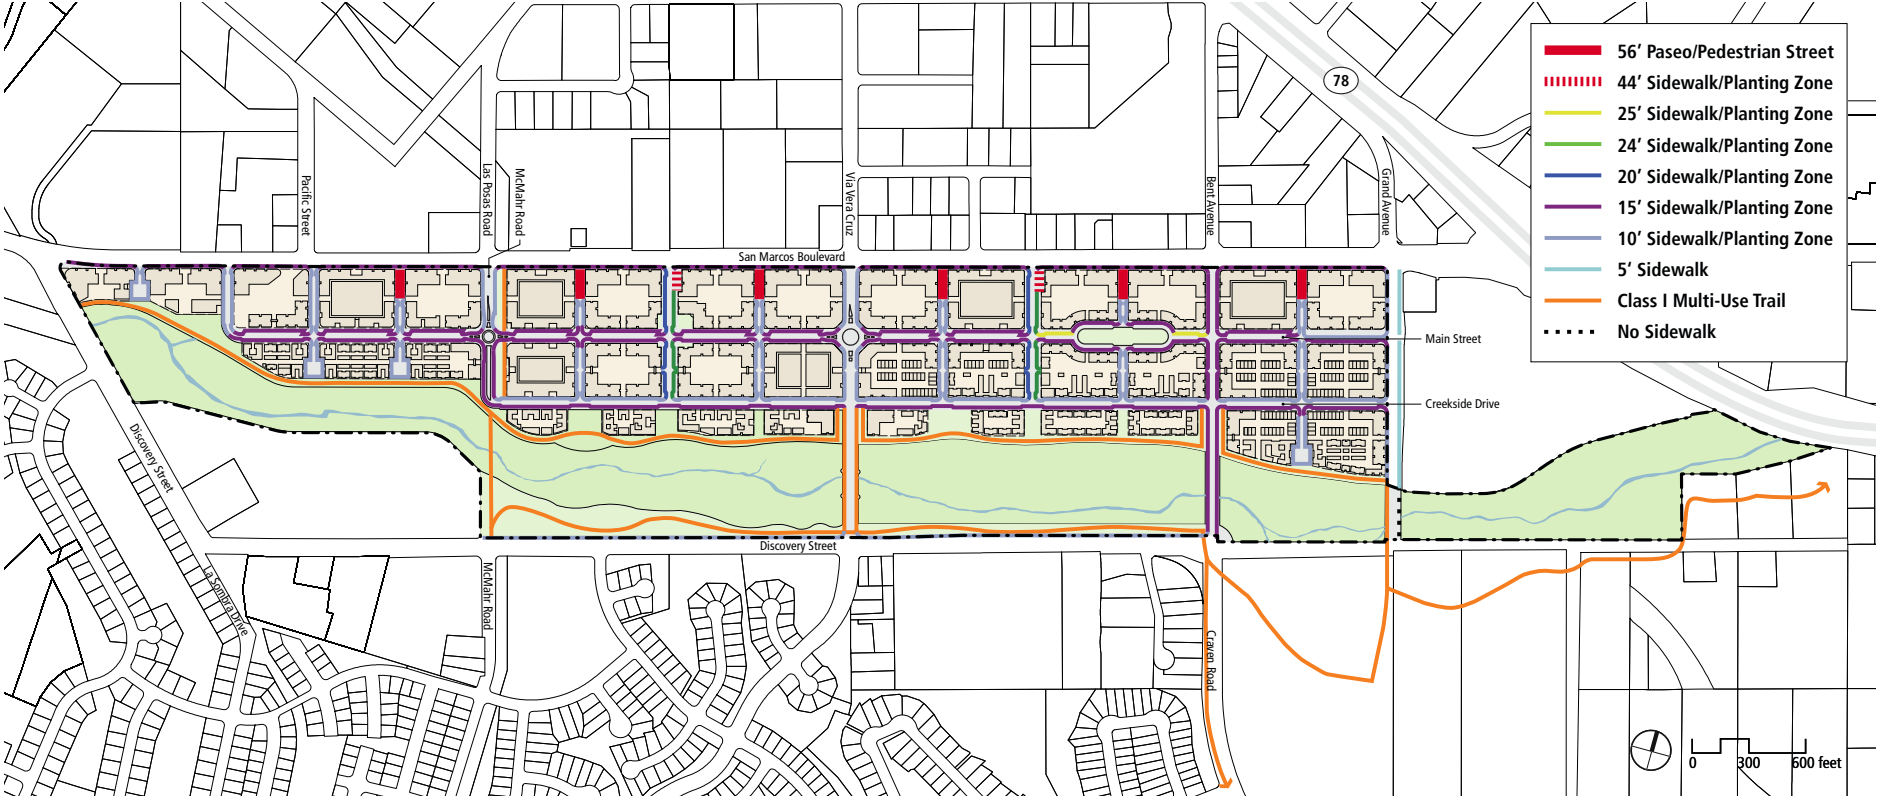 56' Paseo/Pedestrian Street
44' Sidewalk/Planting Zone
25' Sidewalk/Planting Zone
24' Sidewalk/Planting Zone
20' Sidewalk/Planting Zone
15' Sidewalk/Planting Zone
10' Sidewalk/Planting Zone
5' Sidewalk
Class I Multi-Use Trail
No Sidewalk
78
Pacific Street
Las Posas Road
McMahr Road
Via Vera Cruz
Bent Avenue
Grand Avenue
San Marcos Boulevard
Main Street
Creekside Drive
Discovery Street
Discovery Street
La Sombra Drive
McMahr Road
Craven Road
0 300 600 feet